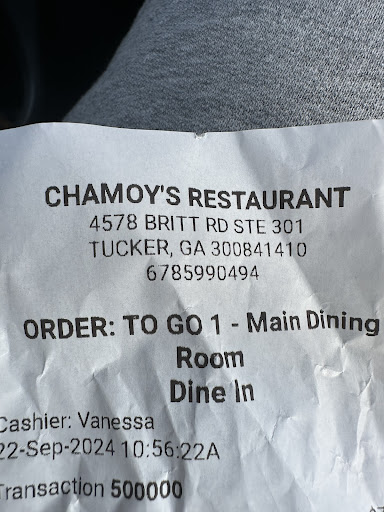 CHAMOY'S RESTAURANT
4578 BRITT RD STE 301
TUCKER, GA 300841410
6785990494
ORDER: TO GO 1 - Main Dining
Room
Dine In
Cashier: Vanessa
22-Sep-2024 10:56:22A
Transaction 500000